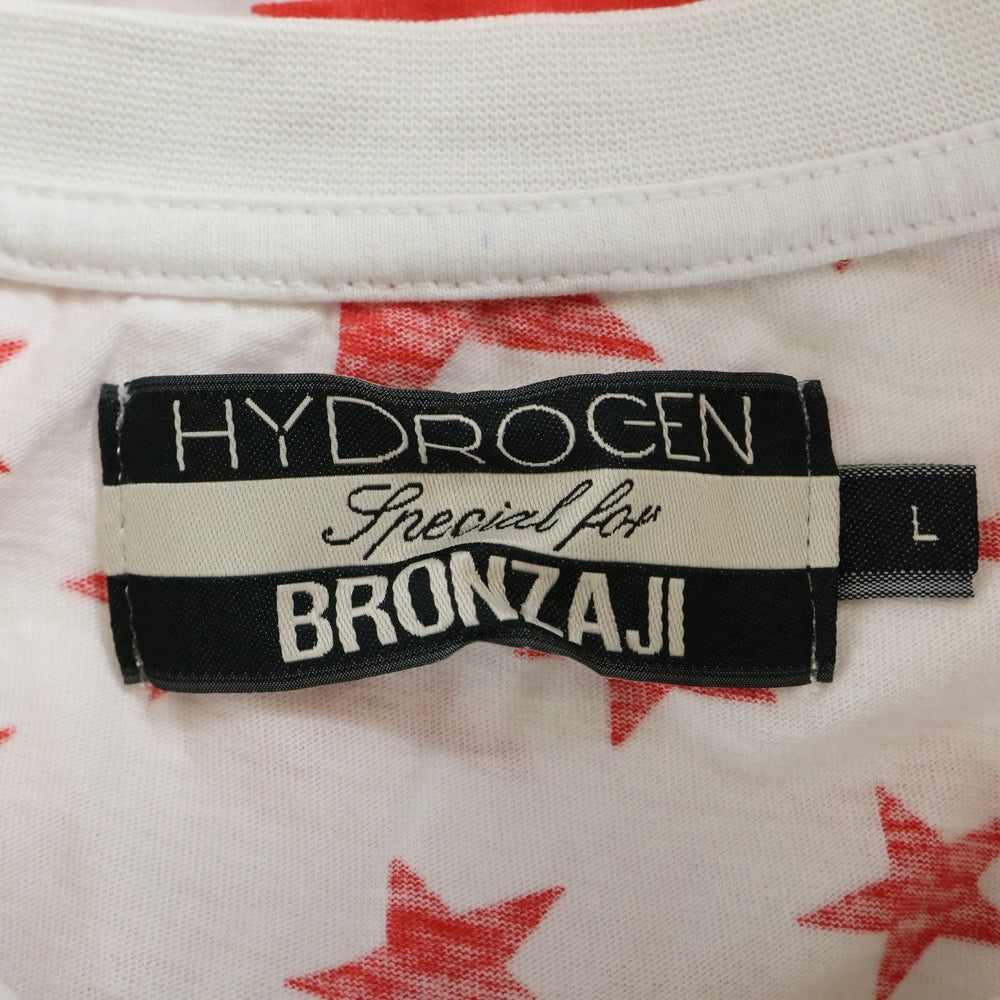 HYDROGEN
Special for
BRONZAJI
L